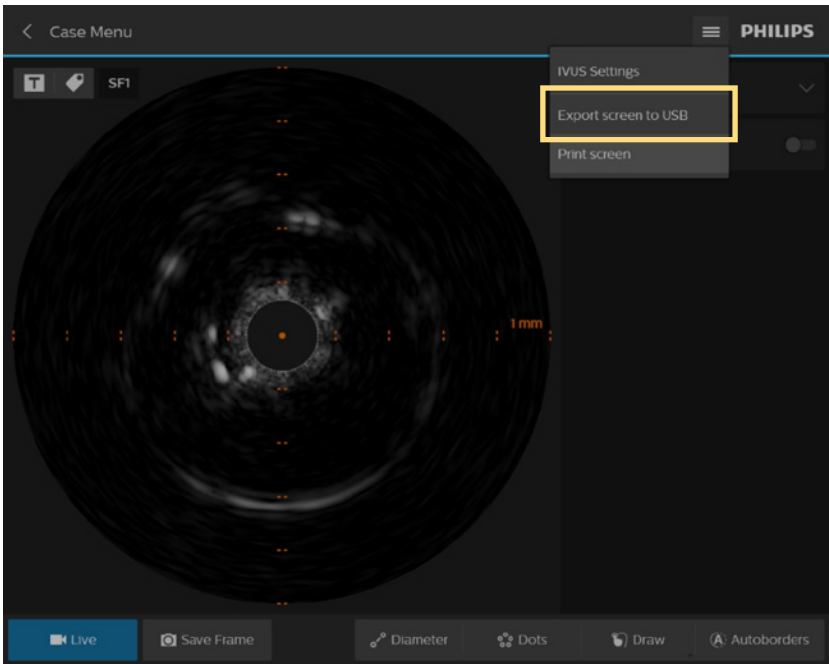 Case Menu
PHILIPS
IVUS Settings
T
SF1
Export screen to USB
Print screen
1 mm
Live
Save Frame
Diameter
Dots
Draw
A
Autoborders